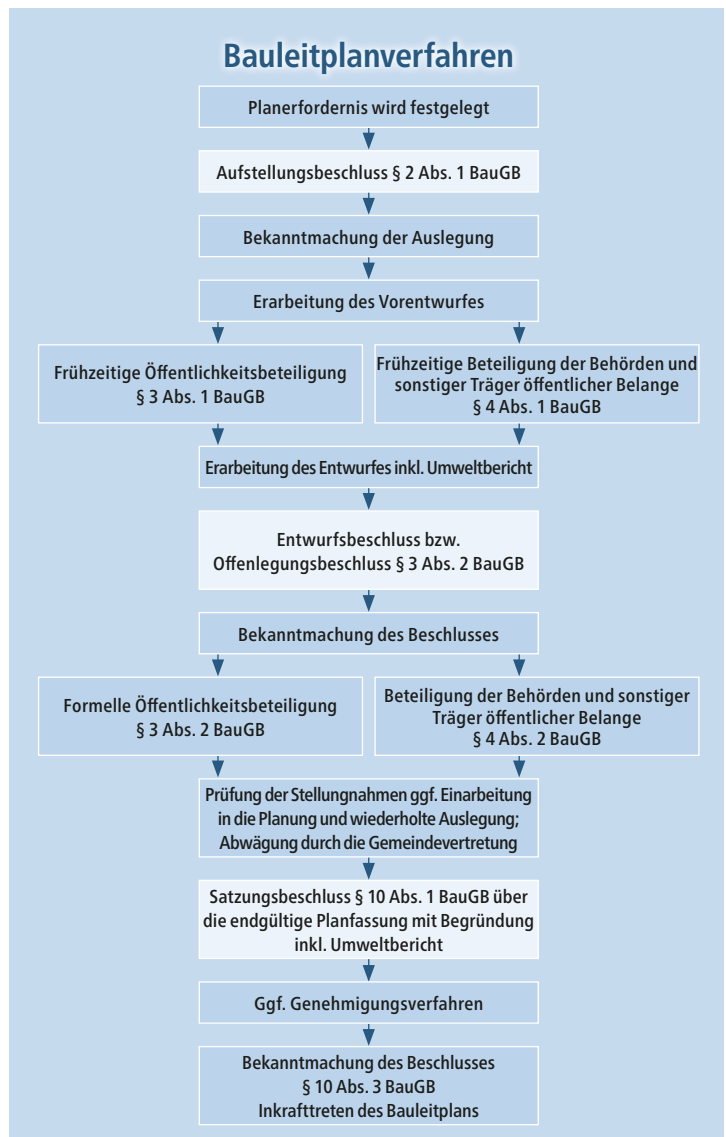 Bauleitplanverfahren
Planerfordernis wird festgelegt
Aufstellungsbeschluss § 2 Abs. 1 BauGB
Bekanntmachung der Auslegung
Erarbeitung des Vorentwurfes
Frühzeitige Öffentlichkeitsbeteiligung
§ 3 Abs. 1 BauGB
Frühzeitige Beteiligung der Behörden und
sonstiger Träger öffentlicher Belange
§ 4 Abs. 1 BauGB
Erarbeitung des Entwurfes inkl. Umweltbericht
Entwurfsbeschluss bzw.
Offenlegungsbeschluss § 3 Abs. 2 BauGB
Bekanntmachung des Beschlusses
Formelle Öffentlichkeitsbeteiligung
§ 3 Abs. 2 BauGB
Beteiligung der Behörden und sonstiger
Träger öffentlicher Belange
§ 4 Abs. 2 BauGB
Prüfung der Stellungnahmen ggf. Einarbeitung
in die Planung und wiederholte Auslegung;
Abwägung durch die Gemeindevertretung
Satzungsbeschluss § 10 Abs. 1 BauGB über
die endgültige Planfassung mit Begründung
inkl. Umweltbericht
Ggf. Genehmigungsverfahren
Bekanntmachung des Beschlusses
§ 10 Abs. 3 BauGB
Inkrafttreten des Bauleitplans